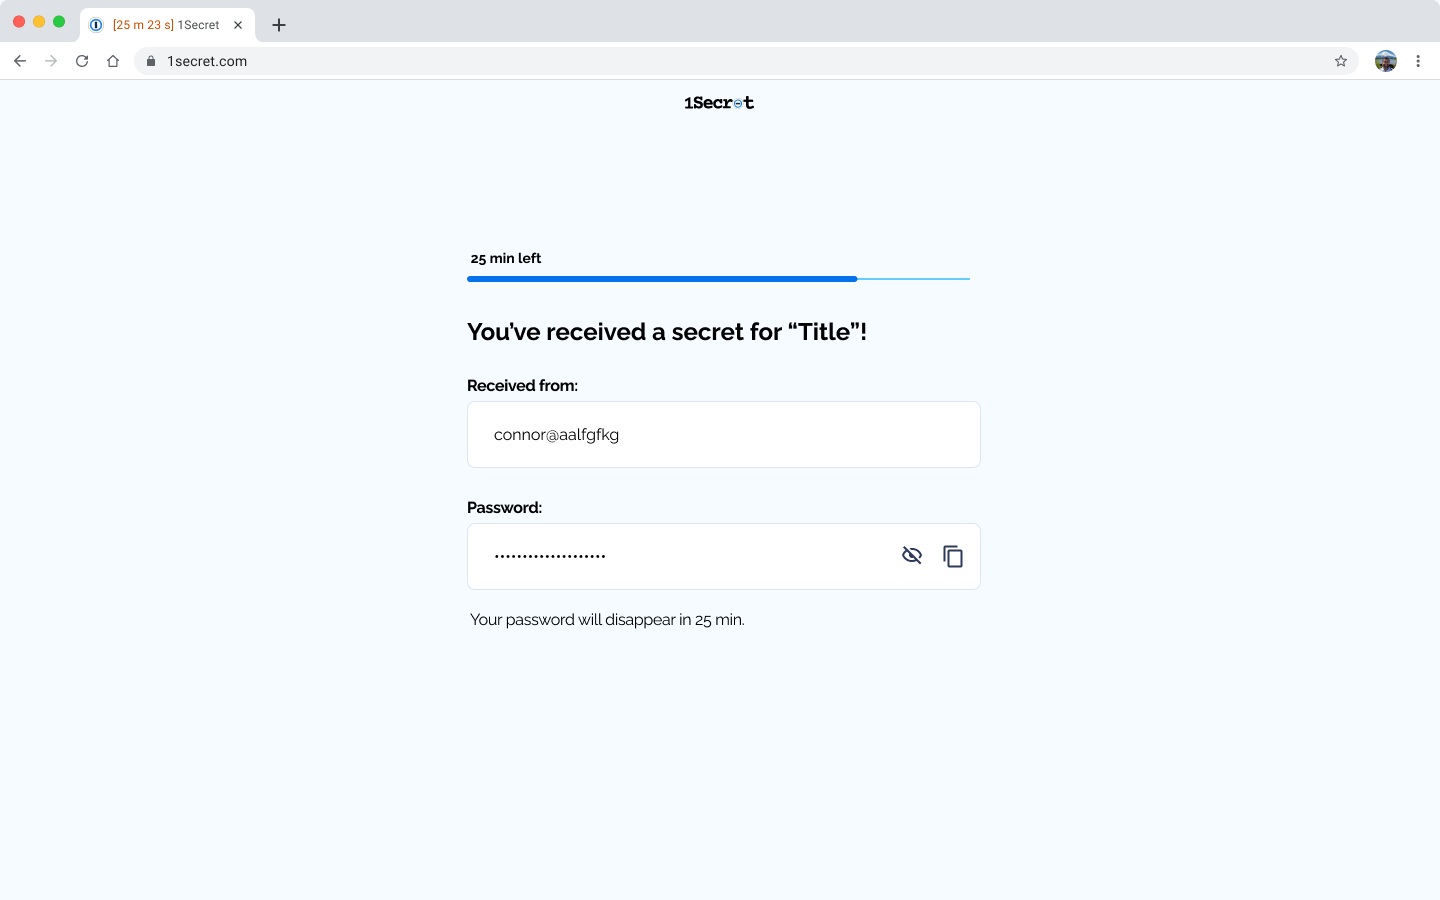 [25 m 23 s] 1Secret
1secret.com
1Secret
25 min left
You’ve received a secret for “Title”!
Received from:
connor@aalfgfkg
Password:
••••••••••••••••••••
Your password will disappear in 25 min.